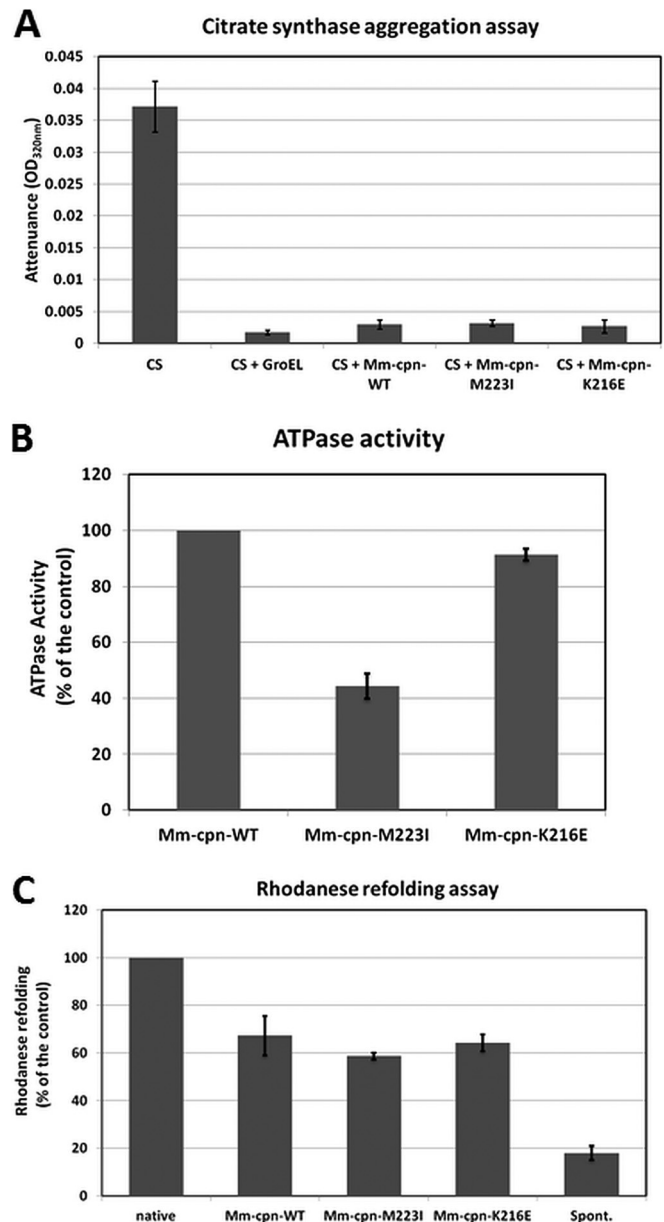 A
Citrate synthase aggregation assay
Attenuance (OD320nm)
0.045
0.04
0.035
0.03
0.025
0.02
0.015
0.01
0.005
0
CS
CS + GroEL
CS + Mm-cpn-
WT
CS + Mm-cpn-
M223I
CS + Mm-cpn-
K216E
B
ATPase activity
ATPase Activity
(% of the control)
120
100
80
60
40
20
0
Mm-cpn-WT
Mm-cpn-M223I
Mm-cpn-K216E
C
Rhodanese refolding assay
Rhodanese refolding
(% of the control)
120
100
80
60
40
20
0
native
Mm-cpn-WT
Mm-cpn-M223I
Mm-cpn-K216E
Spont.